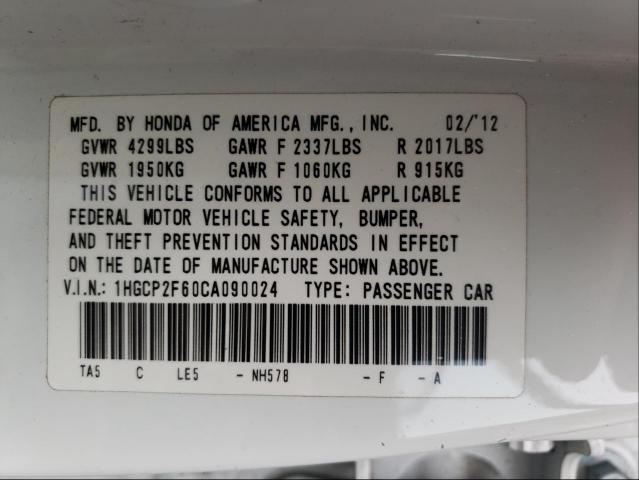 MFD. BY HONDA OF AMERICA MFG., INC. 02/'12
GVWR 4299LBS GAWR F 2337LBS R 2017LBS
GVWR 1950KG GAWR F 1060KG R 915KG
THIS VEHICLE CONFORMS TO ALL APPLICABLE
FEDERAL MOTOR VEHICLE SAFETY, BUMPER,
AND THEFT PREVENTION STANDARDS IN EFFECT
ON THE DATE OF MANUFACTURE SHOWN ABOVE.
V.I.N.: 1HGCP2F60CA090024 TYPE: PASSENGER CAR
TA5 C LE5 - NH578 - F - A